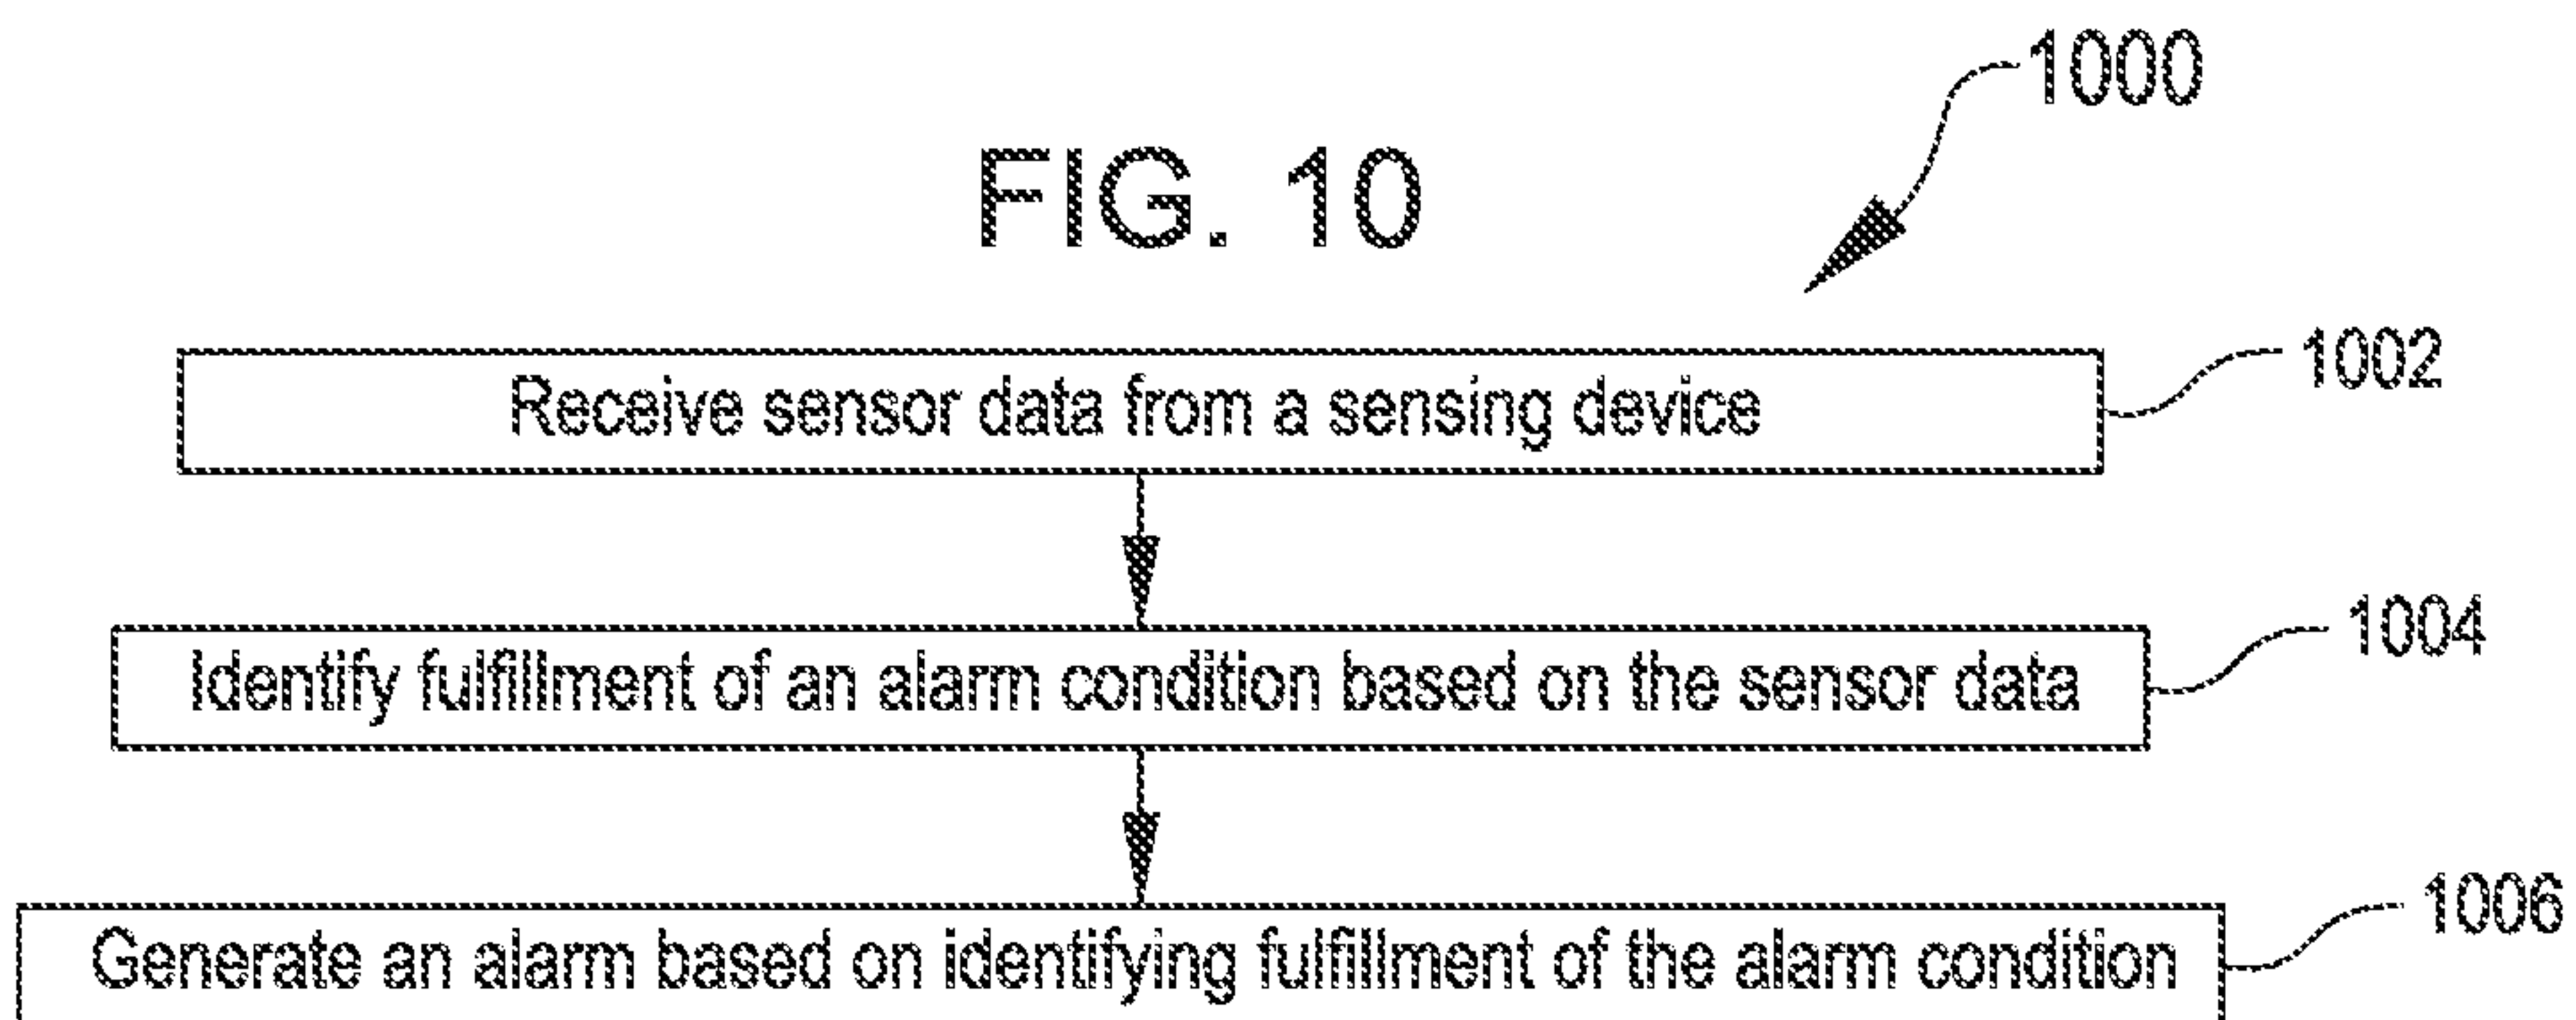 1000
FIG. 10
Receive sensor data from a sensing device
1002
Identify fulfillment of an alarm condition based on the sensor data
1004
Generate an alarm based on identifying fulfillment of the alarm condition
1006